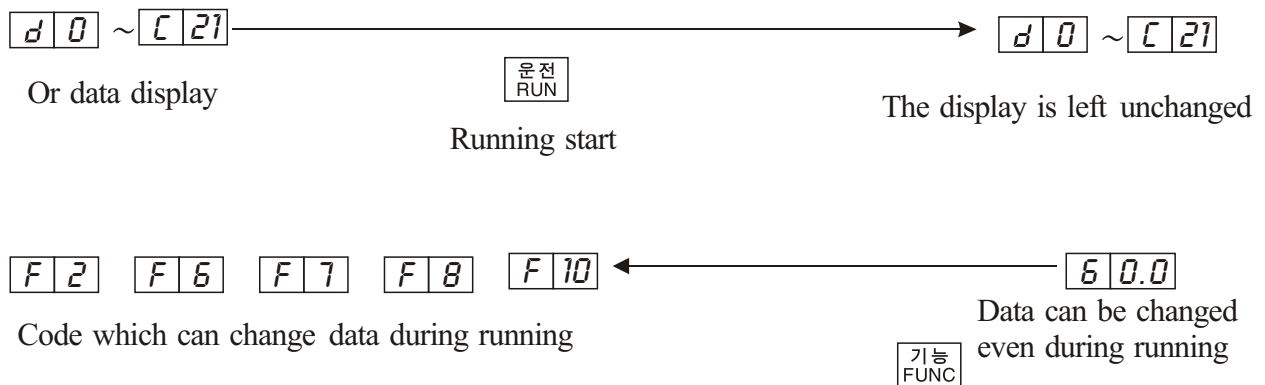 d 0 ~ C 21
d 0 ~ C 21
Or data display
운전
RUN
The display is left unchanged
Running start
F 2 F 6 F 7 F 8 F 10
6 0.0
Code which can change data during running
Data can be changed
even during running
기능
FUNC